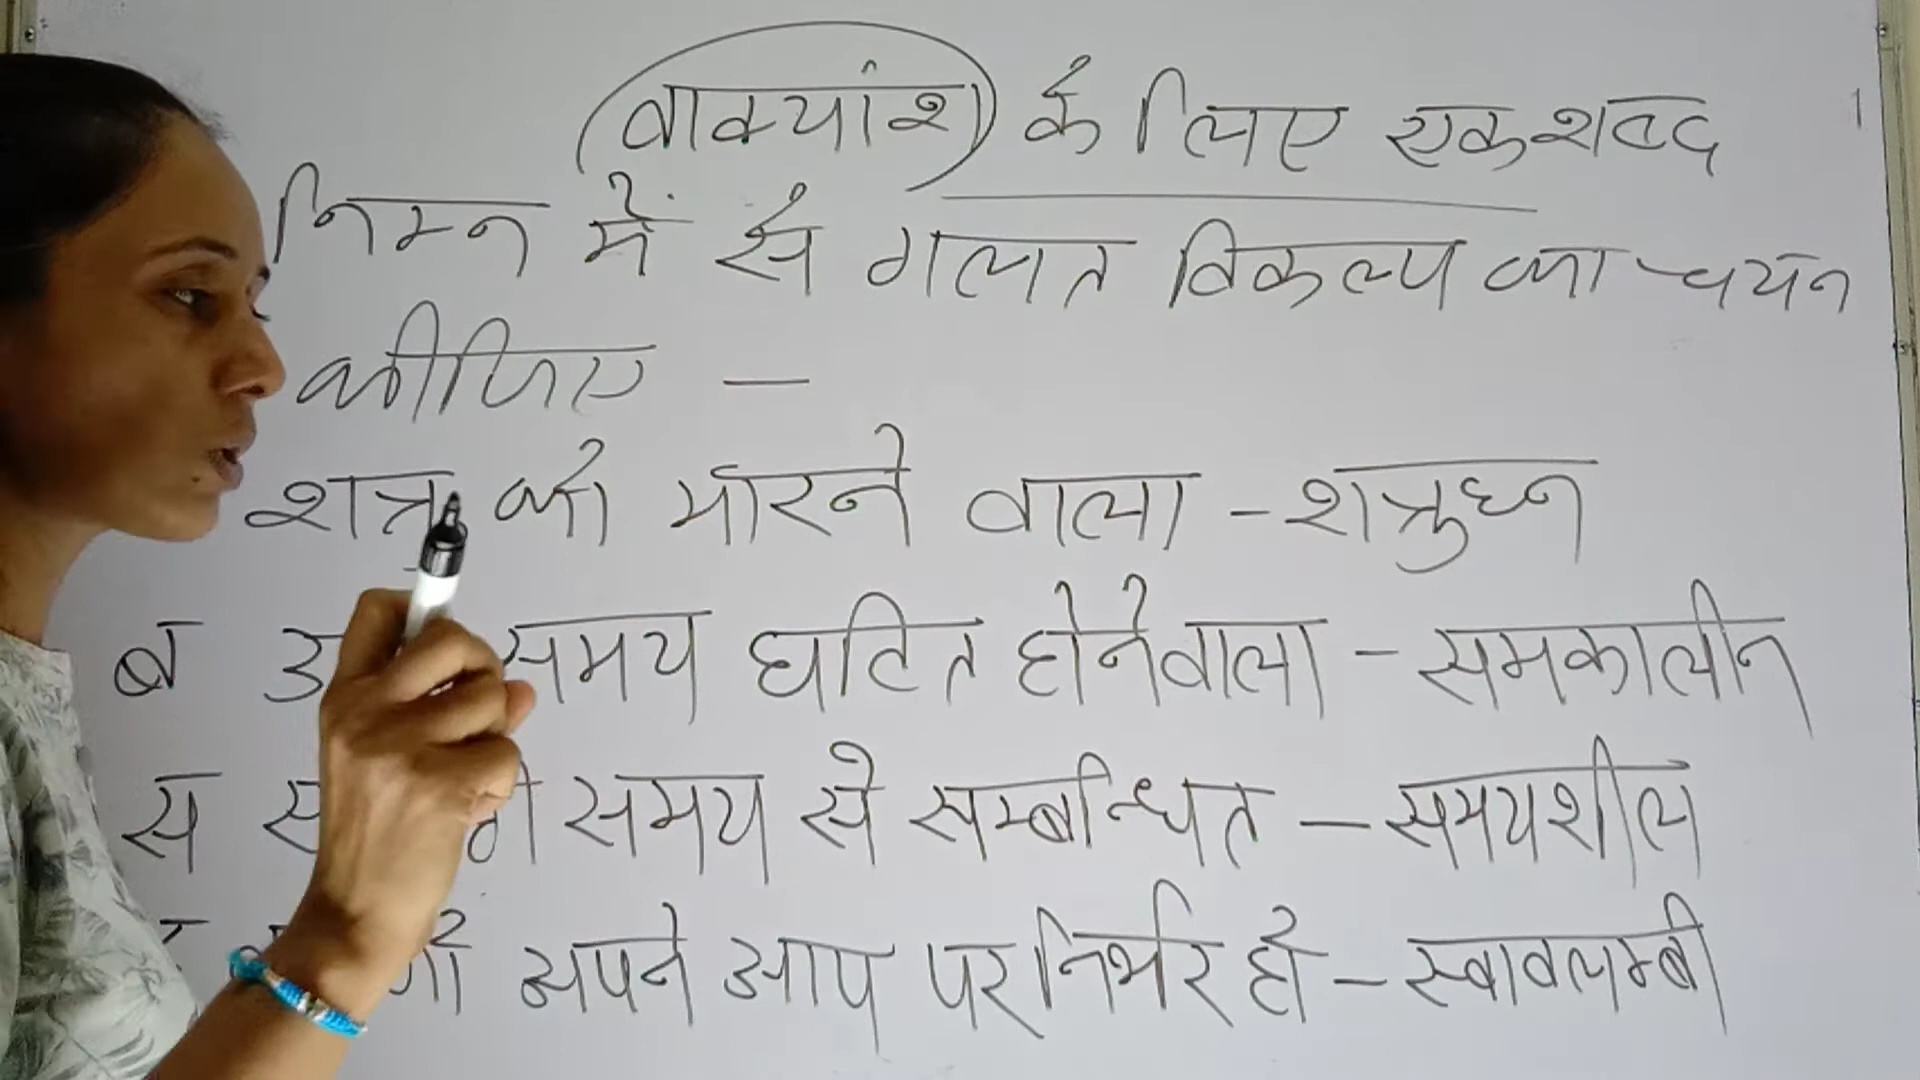 वाक्यांश के लिए एक शब्द
निम्न में से गलत विकल्प का चयन
कीजिए -
शत्रु को मारने वाला - शत्रुघ्न
ब समय घटित होनेवाला - समकालीन
स समय से सम्बन्धित - समयशील
अपने आप पर निर्भर हो - स्वावलम्बी